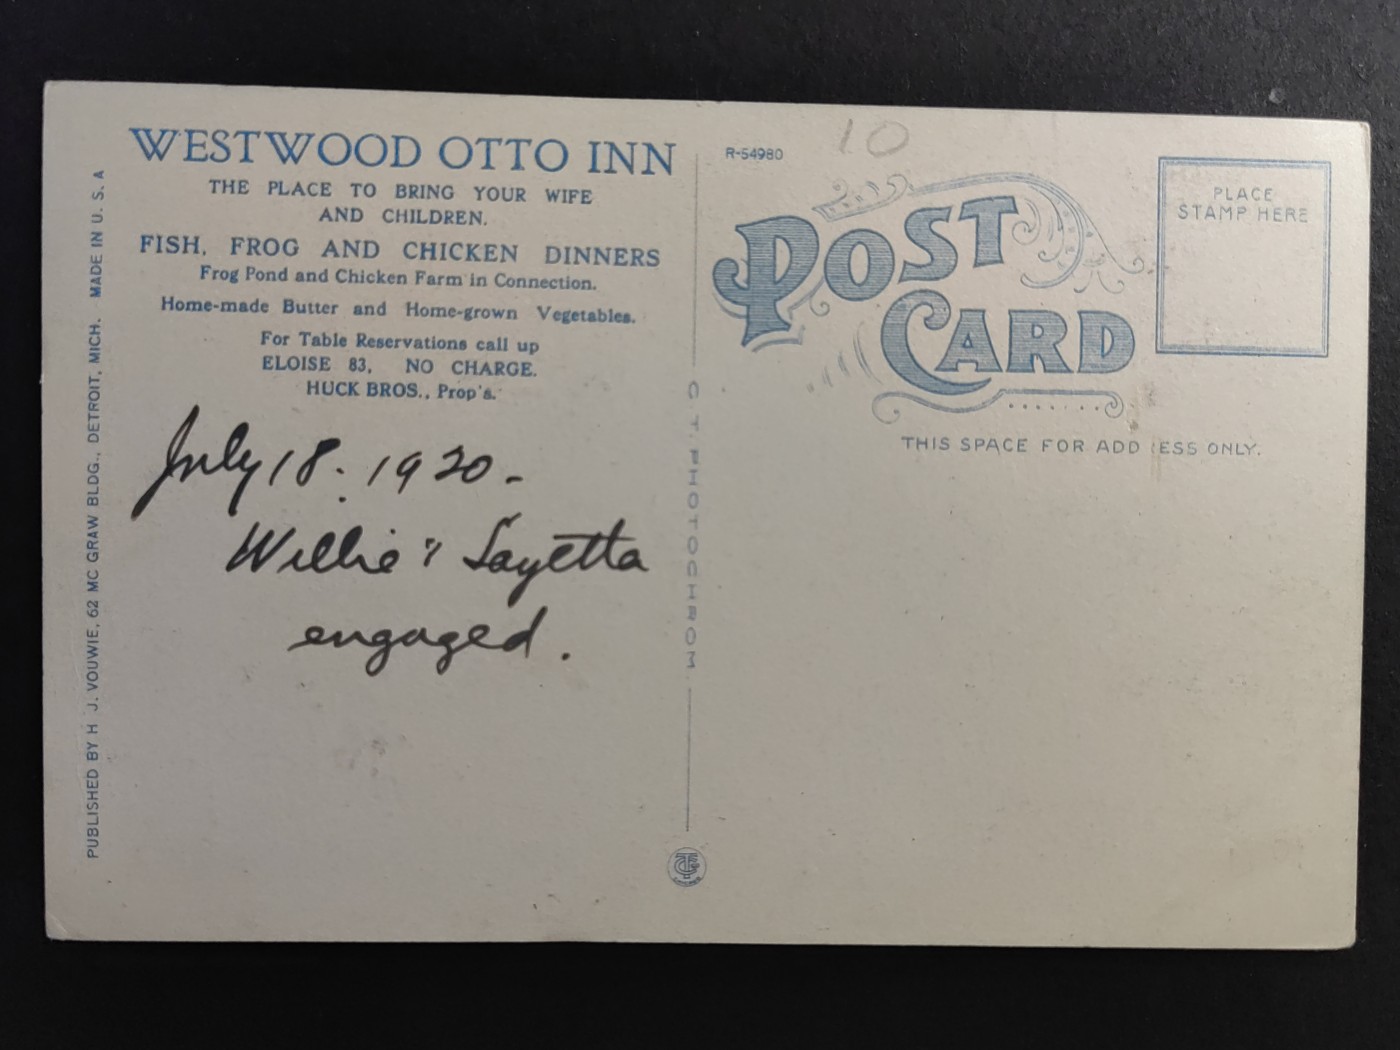 WESTWOOD OTTO INN
THE PLACE TO BRING YOUR WIFE
AND CHILDREN.
FISH, FROG AND CHICKEN DINNERS
Frog Pond and Chicken Farm in Connection.
Home-made Butter and Home-grown Vegetables.
For Table Reservations call up
ELOISE 83, NO CHARGE.
HUCK BROS., Prop's.
July 18. 1920.
Willie & Layetta
engaged.
PUBLISHED BY H. J. VOUWIE, 62 MC GRAW BLDG., DETROIT, MICH. MADE IN U. S. A
C. T. PHOTOCHROM
R-54980
10
POST
CARD
PLACE
STAMP HERE
THIS SPACE FOR ADD ESS ONLY.